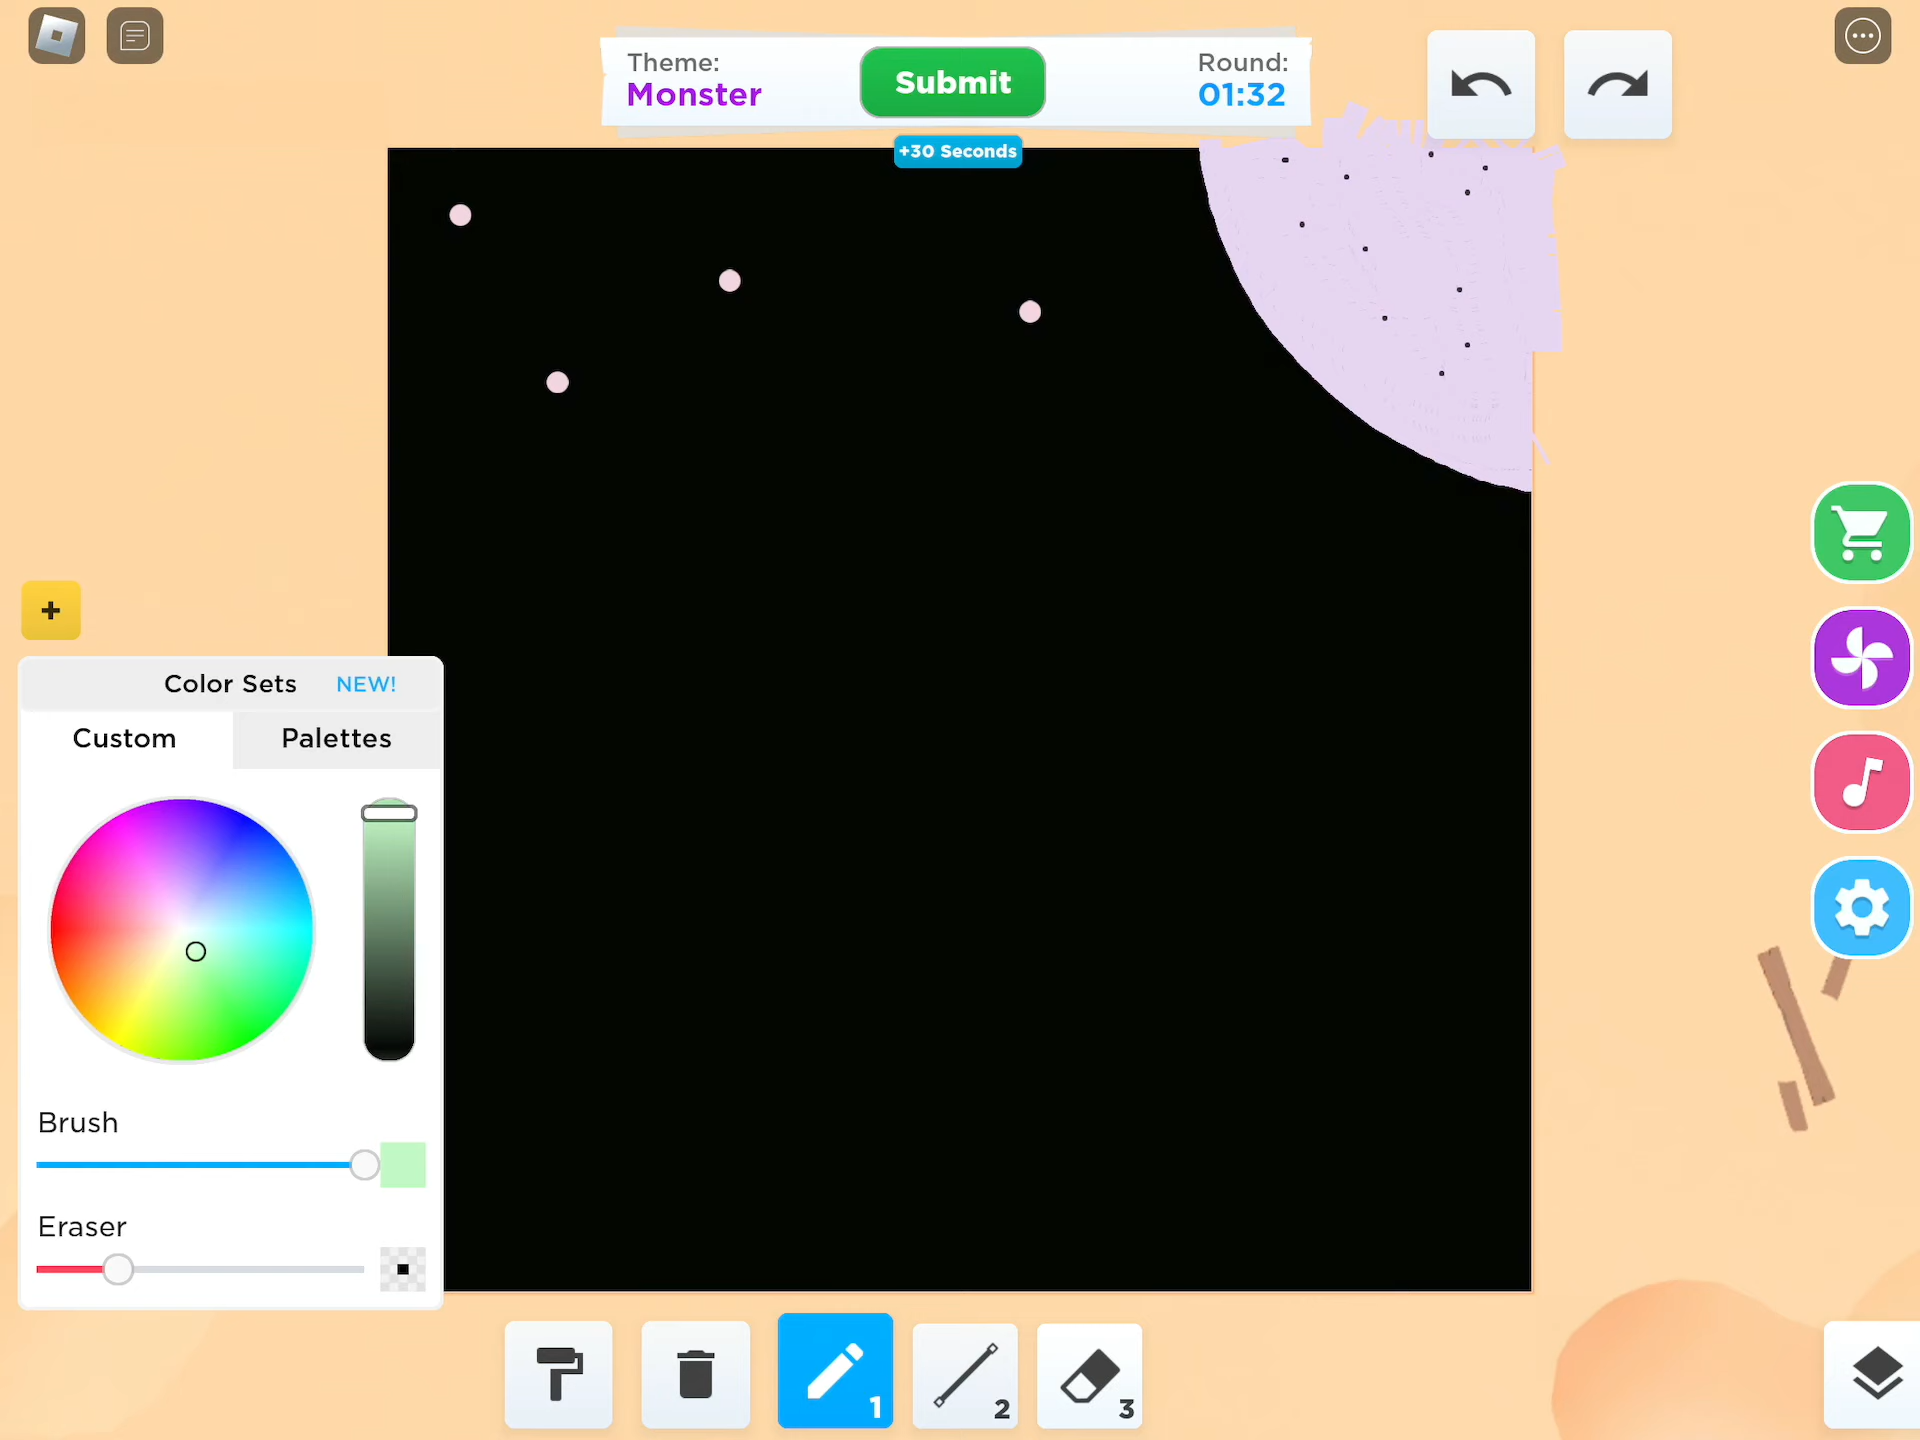 Theme:
Monster
Submit
Round:
01:32
+30 Seconds
+
Color Sets NEW!
Custom Palettes
Brush
Eraser
1
2
3